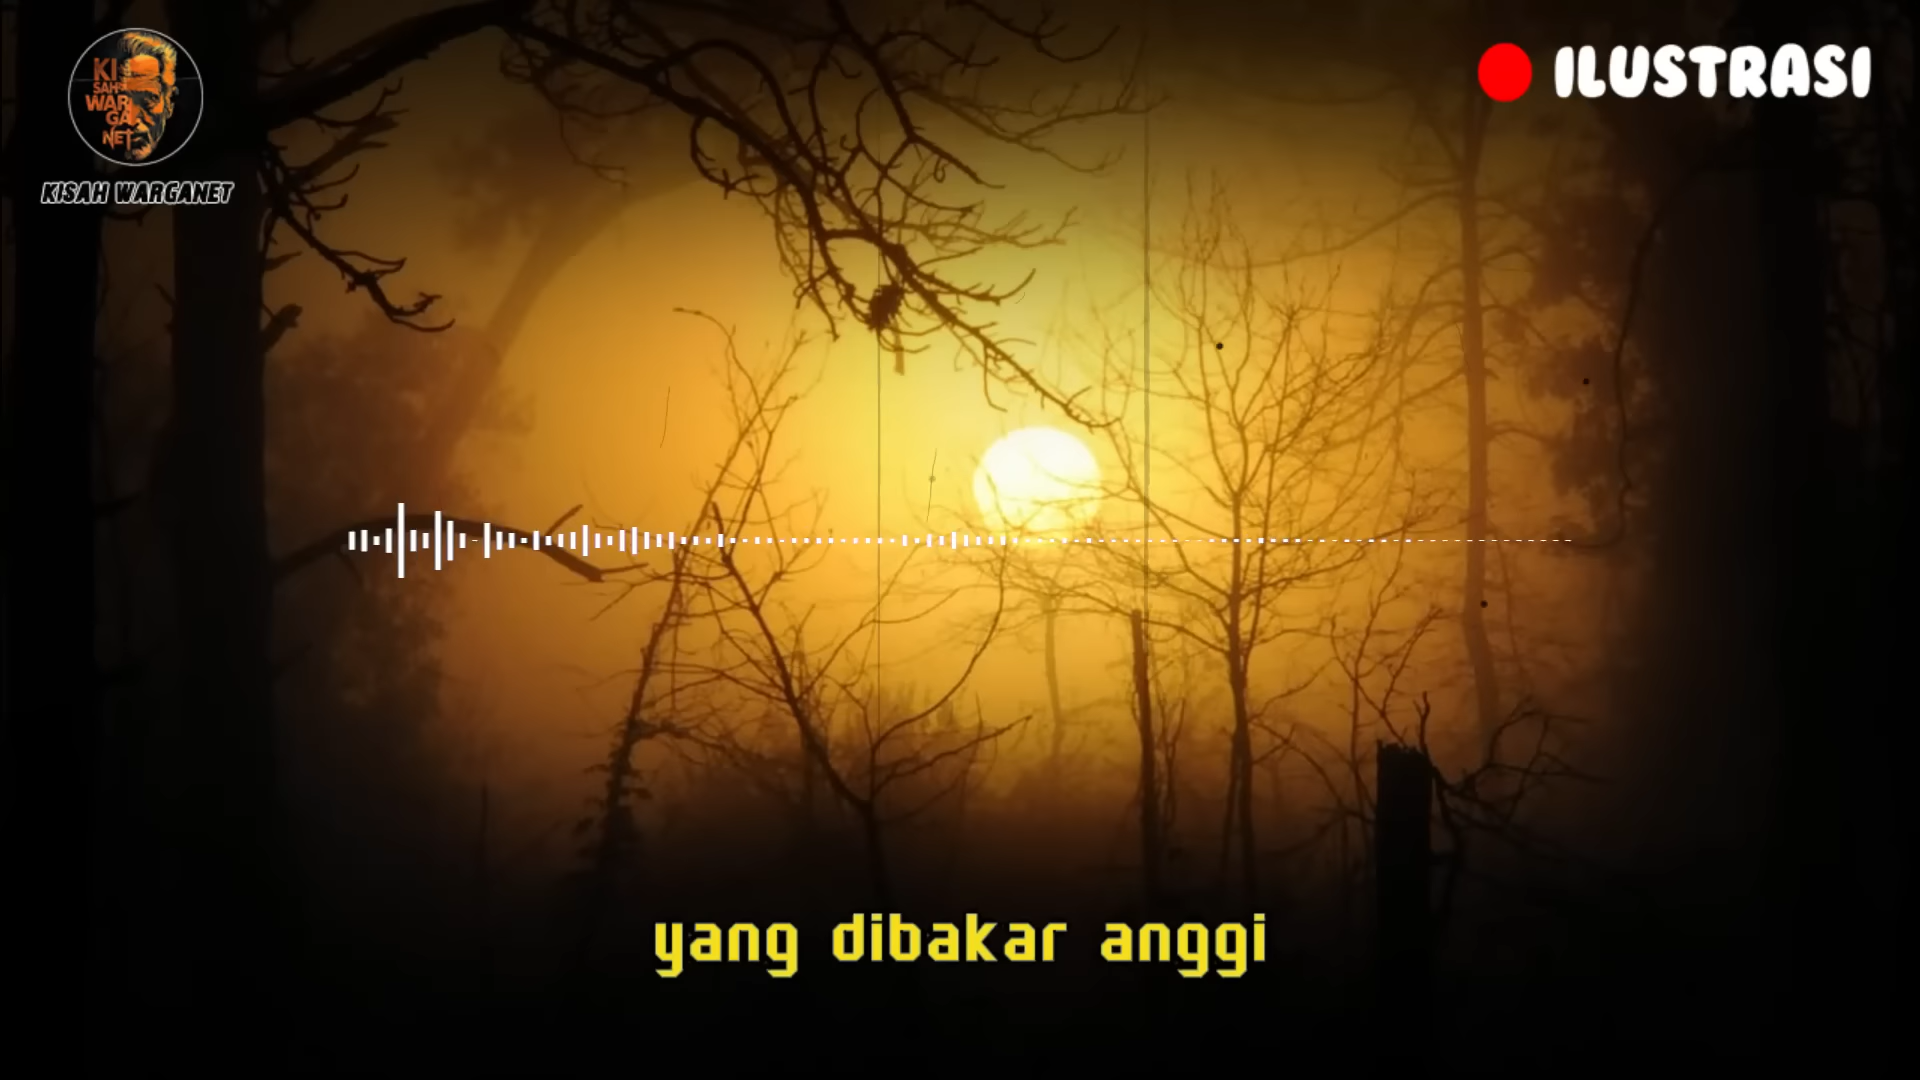 KI
SAH
WAR
GA
NET
KISAH WARGANET
ILUSTRASI
yang dibakar anggi